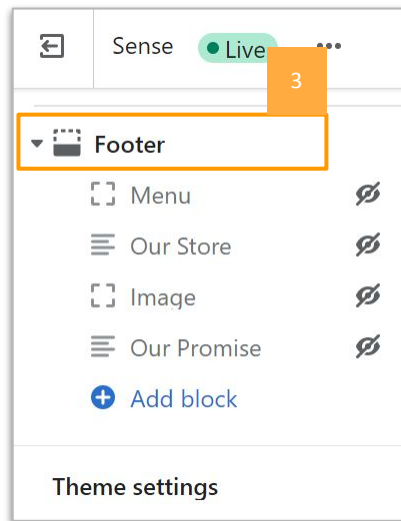 Sense Live
3
Footer
Menu
Our Store
Image
Our Promise
Add block
Theme settings